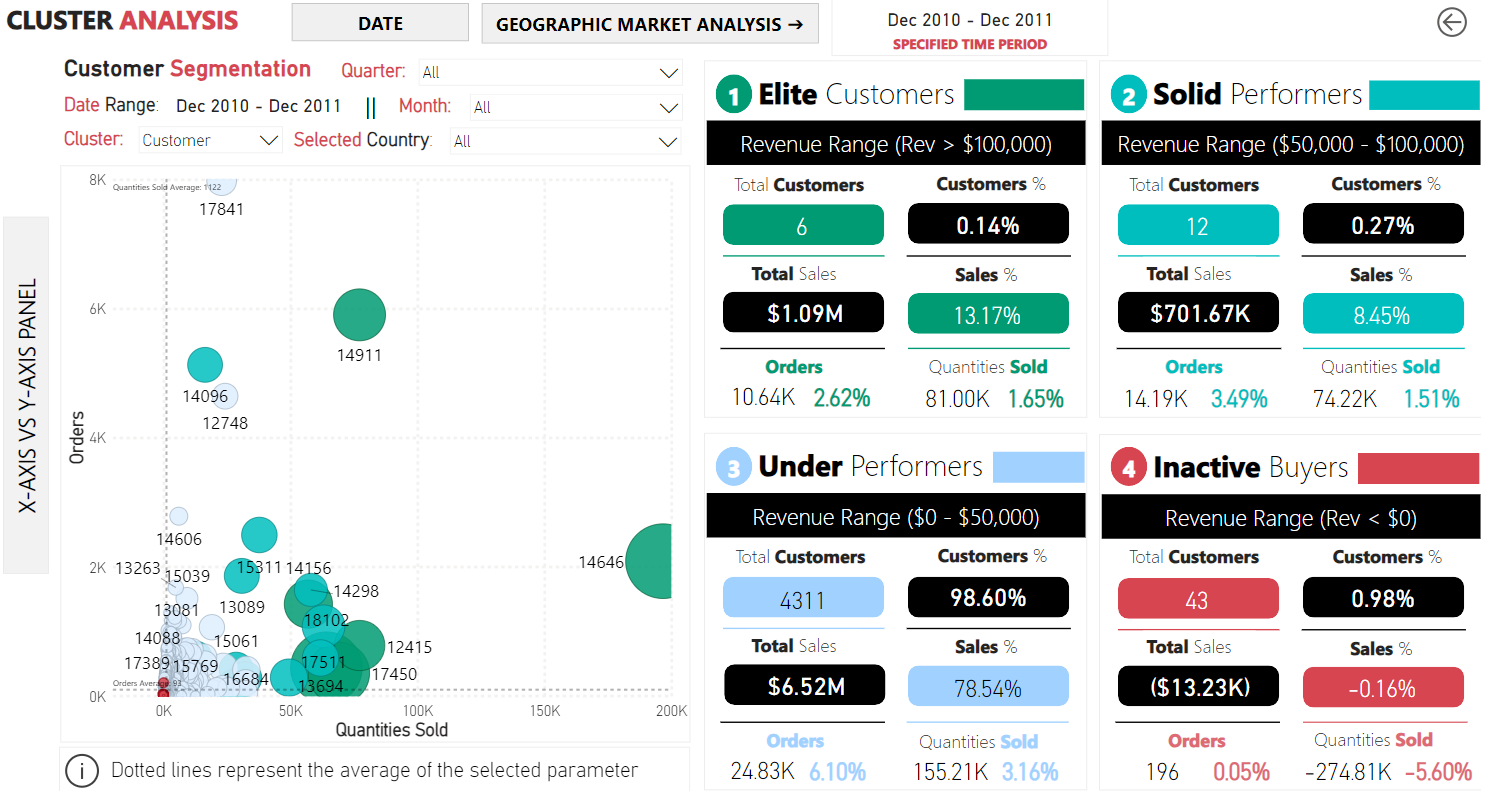 CLUSTER ANALYSIS
DATE
GEOGRAPHIC MARKET ANALYSIS →
Dec 2010 - Dec 2011
SPECIFIED TIME PERIOD
Customer Segmentation
Quarter: All
Date Range: Dec 2010 - Dec 2011 || Month: All
Cluster: Customer Selected Country: All
X-AXIS VS Y-AXIS PANEL
Orders
8K
6K
4K
2K
0K
Quantities Sold Average: 1122
17841
14911
14096
12748
14606
14646
13263
15039
15311
14156
14298
13081
13089
18102
14088
15061
12415
17389
15769
17511
17450
16684
13694
Orders Average: 93
0K 50K 100K 150K 200K
Quantities Sold
i Dotted lines represent the average of the selected parameter
1 Elite Customers
Revenue Range (Rev > $100,000)
Total Customers Customers %
6 0.14%
Total Sales Sales %
$1.09M 13.17%
Orders Quantities Sold
10.64K 2.62% 81.00K 1.65%
2 Solid Performers
Revenue Range ($50,000 - $100,000)
Total Customers Customers %
12 0.27%
Total Sales Sales %
$701.67K 8.45%
Orders Quantities Sold
14.19K 3.49% 74.22K 1.51%
3 Under Performers
Revenue Range ($0 - $50,000)
Total Customers Customers %
4311 98.60%
Total Sales Sales %
$6.52M 78.54%
Orders Quantities Sold
24.83K 6.10% 155.21K 3.16%
4 Inactive Buyers
Revenue Range (Rev < $0)
Total Customers Customers %
43 0.98%
Total Sales Sales %
($13.23K) -0.16%
Orders Quantities Sold
196 0.05% -274.81K -5.60%